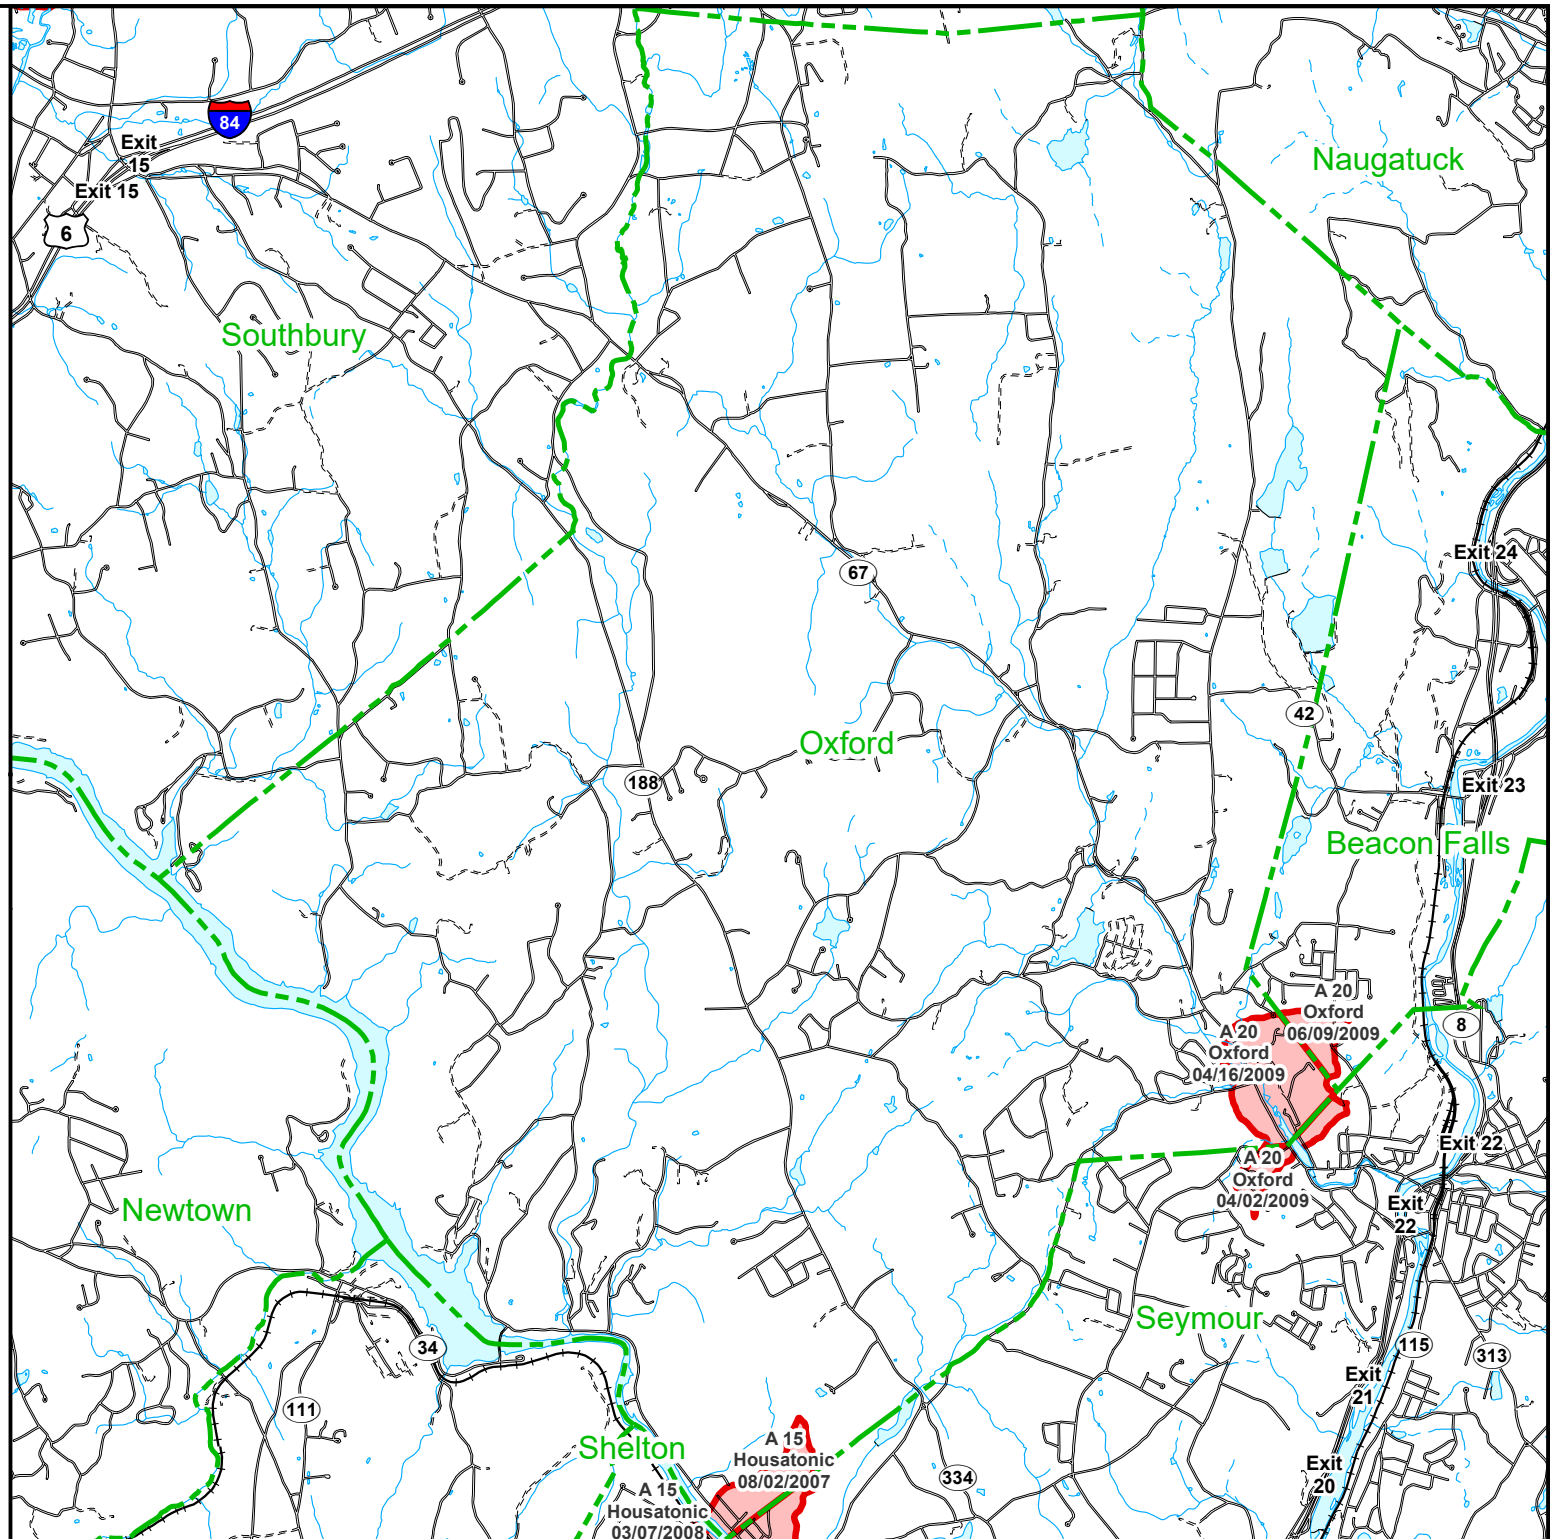 84
Exit
15
Exit 15
6
Naugatuck
Southbury
Exit 24
67
42
Oxford
188
Exit 23
Beacon Falls
A 20
Oxford
06/09/2009
8
A 20
Oxford
04/16/2009
Exit 22
A 20
Oxford
04/02/2009
Exit
22
Newtown
Seymour
34
115
313
Exit
21
111
Shelton
A 15
Housatonic
08/02/2007
334
Exit
20
A 15
Housatonic
03/07/2008